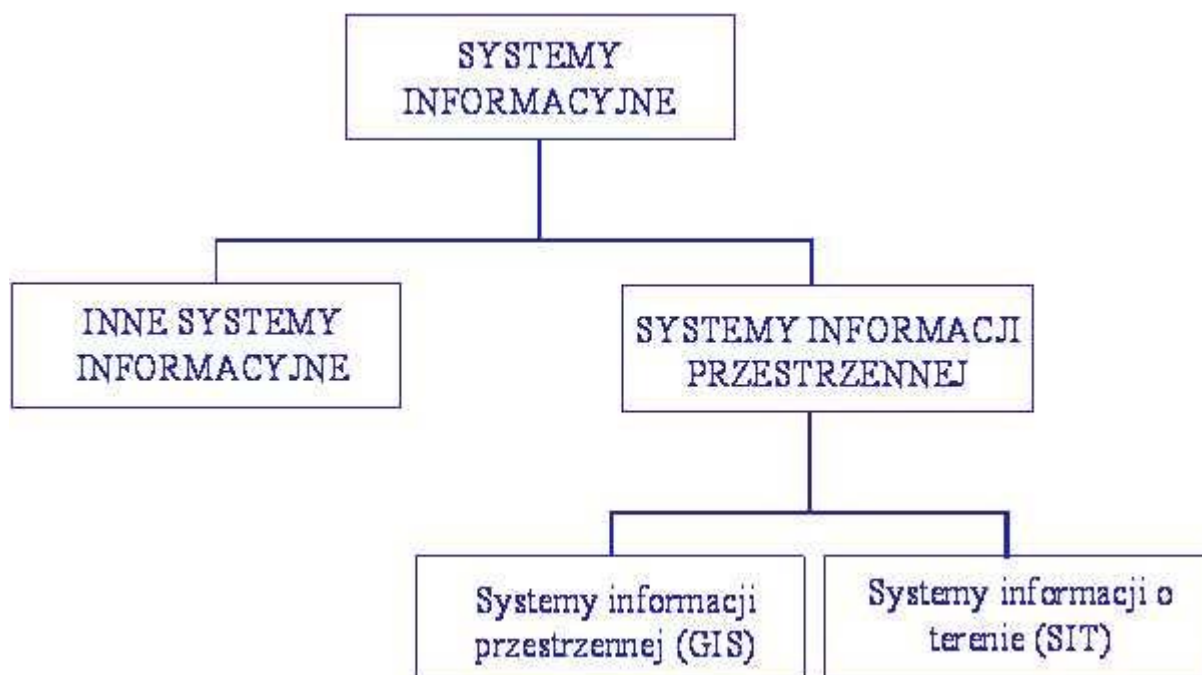 SYSTEMY
INFORMACYJNE
INNE SYSTEMY
INFORMACYJNE
SYSTEMY INFORMACJI
PRZESTRZENNEJ
Systemy informacji
przestrzennej (GIS)
Systemy informacji o
terenie (SIT)